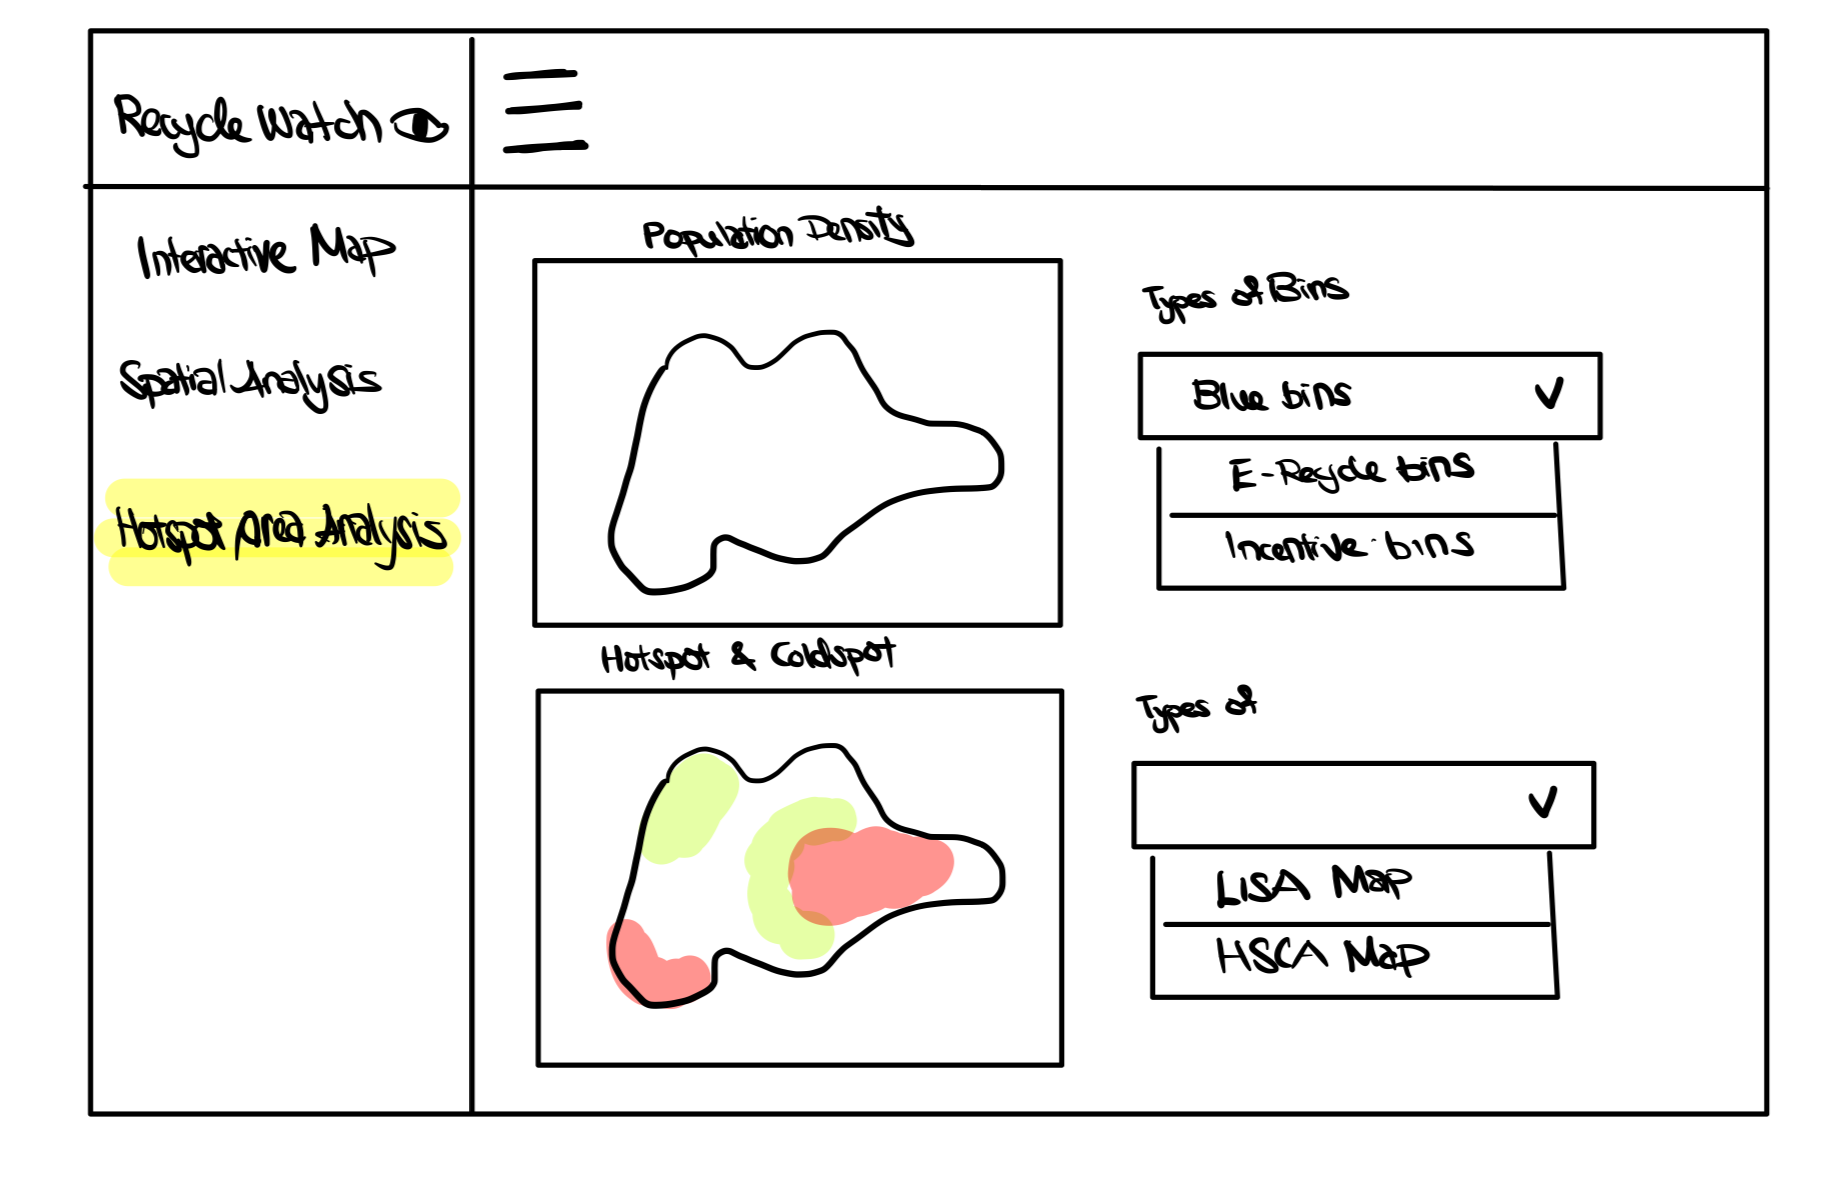 Recycle Watch
Interactive Map
Spatial Analysis
Hotspot Area Analysis
Population Density
Types of Bins
Blue bins
E-Recycle bins
Incentive bins
Hotspot & Coldspot
Types of
LISA Map
HSCA Map